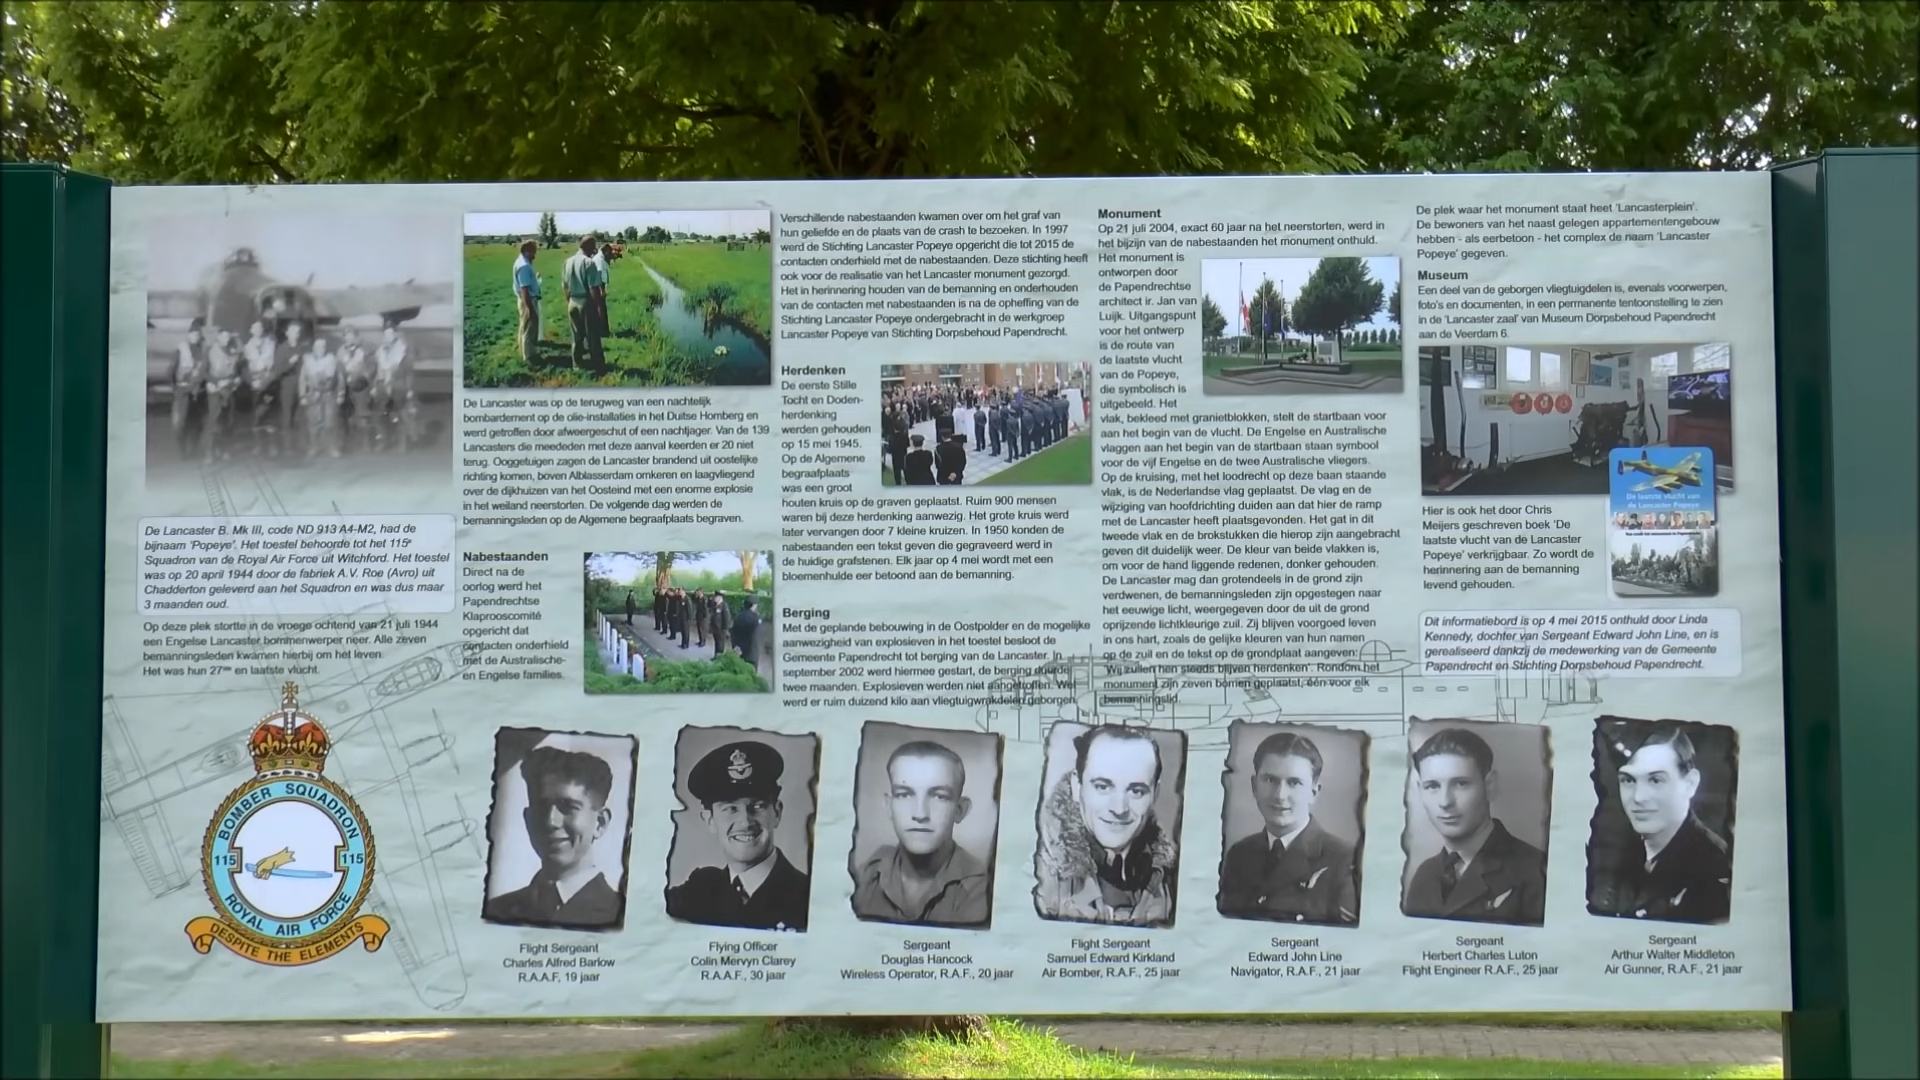 De Lancaster B. Mk III, code ND 913 A4-M2, had de
bijnaam 'Popeye'. Het toestel behoorde tot het 115e
Squadron van de Royal Air Force uit Witchford. Het toestel
was op 20 april 1944 door de fabriek A.V. Roe (Avro) uit
Chadderton geleverd aan het Squadron en was dus maar
3 maanden oud.
Op deze plek stortte in de vroege ochtend van 21 juli 1944
een Engelse Lancaster bommenwerper neer. Alle zeven
bemanningsleden kwamen hierbij om het leven.
Het was hun 27ste en laatste vlucht.
BOMBER SQUADRON
115 115
ROYAL AIR FORCE
DESPITE THE ELEMENTS
De Lancaster was op de terugweg van een nachtelijk
bombardement op de olie-installaties in het Duitse Homberg en
werd getroffen door afweergeschut of een nachtjager. Van de 139
Lancasters die meededen met deze aanval keerden er 20 niet
terug. Ooggetuigen zagen de Lancaster brandend uit oostelijke
richting komen, boven Alblasserdam omkeren en laagvliegend
over de dijkhuizen van het Oosteind met een enorme explosie
in het weiland neerstorten. De volgende dag werden de
bemanningsleden op de Algemene begraafplaats begraven.
Nabestaanden
Direct na de
oorlog werd het
Papendrechtse
Klaprooscomité
opgericht dat
contacten onderhield
met de Australische-
en Engelse families.
Verschillende nabestaanden kwamen over om het graf van
hun geliefde en de plaats van de crash te bezoeken. In 1997
werd de Stichting Lancaster Popeye opgericht die tot 2015 de
contacten onderhield met de nabestaanden. Deze stichting heeft
ook voor de realisatie van het Lancaster monument gezorgd.
Het in herinnering houden van de bemanning en onderhouden
van de contacten met nabestaanden is na de opheffing van de
Stichting Lancaster Popeye ondergebracht in de werkgroep
Lancaster Popeye van Stichting Dorpsbehoud Papendrecht.
Herdenken
De eerste Stille
Tocht en Doden-
herdenking
werden gehouden
op 15 mei 1945.
Op de Algemene
begraafplaats
was een groot
houten kruis op de graven geplaatst. Ruim 900 mensen
waren bij deze herdenking aanwezig. Het grote kruis werd
later vervangen door 7 kleine kruizen. In 1950 konden de
nabestaanden een tekst geven die gegraveerd werd in
de huidige grafstenen. Elk jaar op 4 mei wordt met een
bloemenhulde eer betoond aan de bemanning.
Berging
Met de geplande bebouwing in de Oostpolder en de mogelijke
aanwezigheid van explosieven in het toestel besloot de
Gemeente Papendrecht tot berging van de Lancaster. In
september 2002 werd hiermee gestart, de berging duurde
twee maanden. Explosieven werden niet aangetroffen. Wel
werd er ruim duizend kilo aan vliegtuigwrakdelen geborgen.
Monument
Op 21 juli 2004, exact 60 jaar na het neerstorten, werd in
het bijzijn van de nabestaanden het monument onthuld.
Het monument is
ontworpen door
de Papendrechtse
architect ir. Jan van
Luijk. Uitgangspunt
voor het ontwerp
is de route van
de laatste vlucht
van de Popeye,
die symbolisch is
uitgebeeld. Het
vlak, bekleed met granietblokken, stelt de startbaan voor
aan het begin van de vlucht. De Engelse en Australische
vlaggen aan het begin van de startbaan staan symbool
voor de vijf Engelse en de twee Australische vliegers.
Op de kruising, met het loodrecht op deze baan staande
vlak, is de Nederlandse vlag geplaatst. De vlag en de
wijziging van hoofdrichting duiden aan dat hier de ramp
met de Lancaster heeft plaatsgevonden. Het gat in dit
tweede vlak en de brokstukken die hierop zijn aangebracht
geven dit duidelijk weer. De kleur van beide vlakken is,
om voor de hand liggende redenen, donker gehouden.
De Lancaster mag dan grotendeels in de grond zijn
verdwenen, de bemanningsleden zijn opgestegen naar
het eeuwige licht, weergegeven door de uit de grond
oprijzende lichtkleurige zuil. Zij blijven voorgoed leven
in ons hart, zoals de gelijke kleuren van hun namen
op de zuil en de tekst op de grondplaat aangeven:
'Wij zullen hen steeds blijven herdenken'. Rondom het
monument zijn zeven bomen geplaatst, één voor elk
bemanningslid.
De plek waar het monument staat heet 'Lancasterplein'.
De bewoners van het naast gelegen appartementengebouw
hebben - als eerbetoon - het complex de naam 'Lancaster
Popeye' gegeven.
Museum
Een deel van de geborgen vliegtuigdelen is, evenals voorwerpen,
foto's en documenten, in een permanente tentoonstelling te zien
in de 'Lancaster zaal' van Museum Dorpsbehoud Papendrecht
aan de Veerdam 6.
Hier is ook het door Chris
Meijers geschreven boek 'De
laatste vlucht van de Lancaster
Popeye' verkrijgbaar. Zo wordt de
herinnering aan de bemanning
levend gehouden.
De laatste vlucht van
de Lancaster Popeye
Dit informatiebord is op 4 mei 2015 onthuld door Linda
Kennedy, dochter van Sergeant Edward John Line, en is
gerealiseerd dankzij de medewerking van de Gemeente
Papendrecht en Stichting Dorpsbehoud Papendrecht.
Flight Sergeant
Charles Alfred Barlow
R.A.A.F, 19 jaar
Flying Officer
Colin Mervyn Clarey
R.A.A.F., 30 jaar
Sergeant
Douglas Hancock
Wireless Operator, R.A.F., 20 jaar
Flight Sergeant
Samuel Edward Kirkland
Air Bomber, R.A.F., 25 jaar
Sergeant
Edward John Line
Navigator, R.A.F., 21 jaar
Sergeant
Herbert Charles Luton
Flight Engineer R.A.F., 25 jaar
Sergeant
Arthur Walter Middleton
Air Gunner, R.A.F., 21 jaar